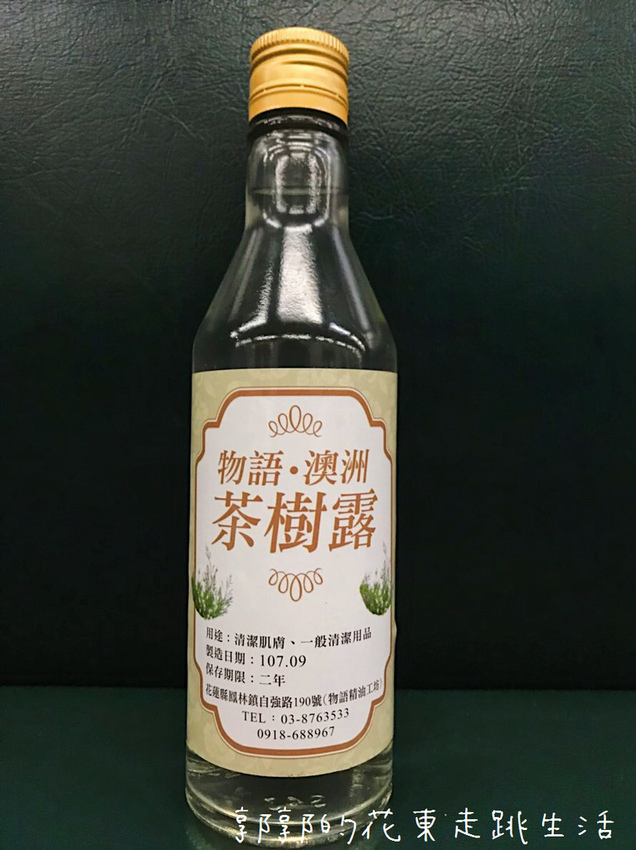 物語・澳洲
茶樹露
用途：清潔肌膚、一般清潔用品
製造日期：107.09
保存期限：二年
花蓮縣鳳林鎮自強路190號(物語精油工坊)
TEL：03-8763533
0918-688967
郭障障的花東走跳生活